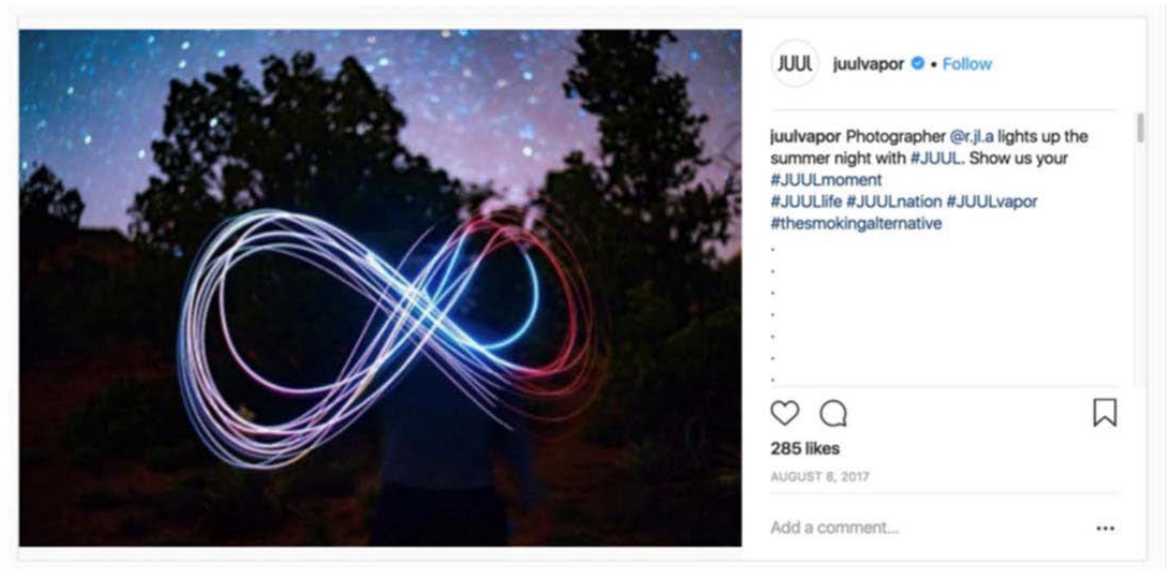 JUUL juulvapor • Follow
juulvapor Photographer @r.jl.a lights up the
summer night with #JUUL. Show us your
#JUULmoment
#JUULlife #JUULnation #JUULvapor
#thesmokingalternative
.
.
.
.
.
.
.
285 likes
AUGUST 8, 2017
Add a comment...